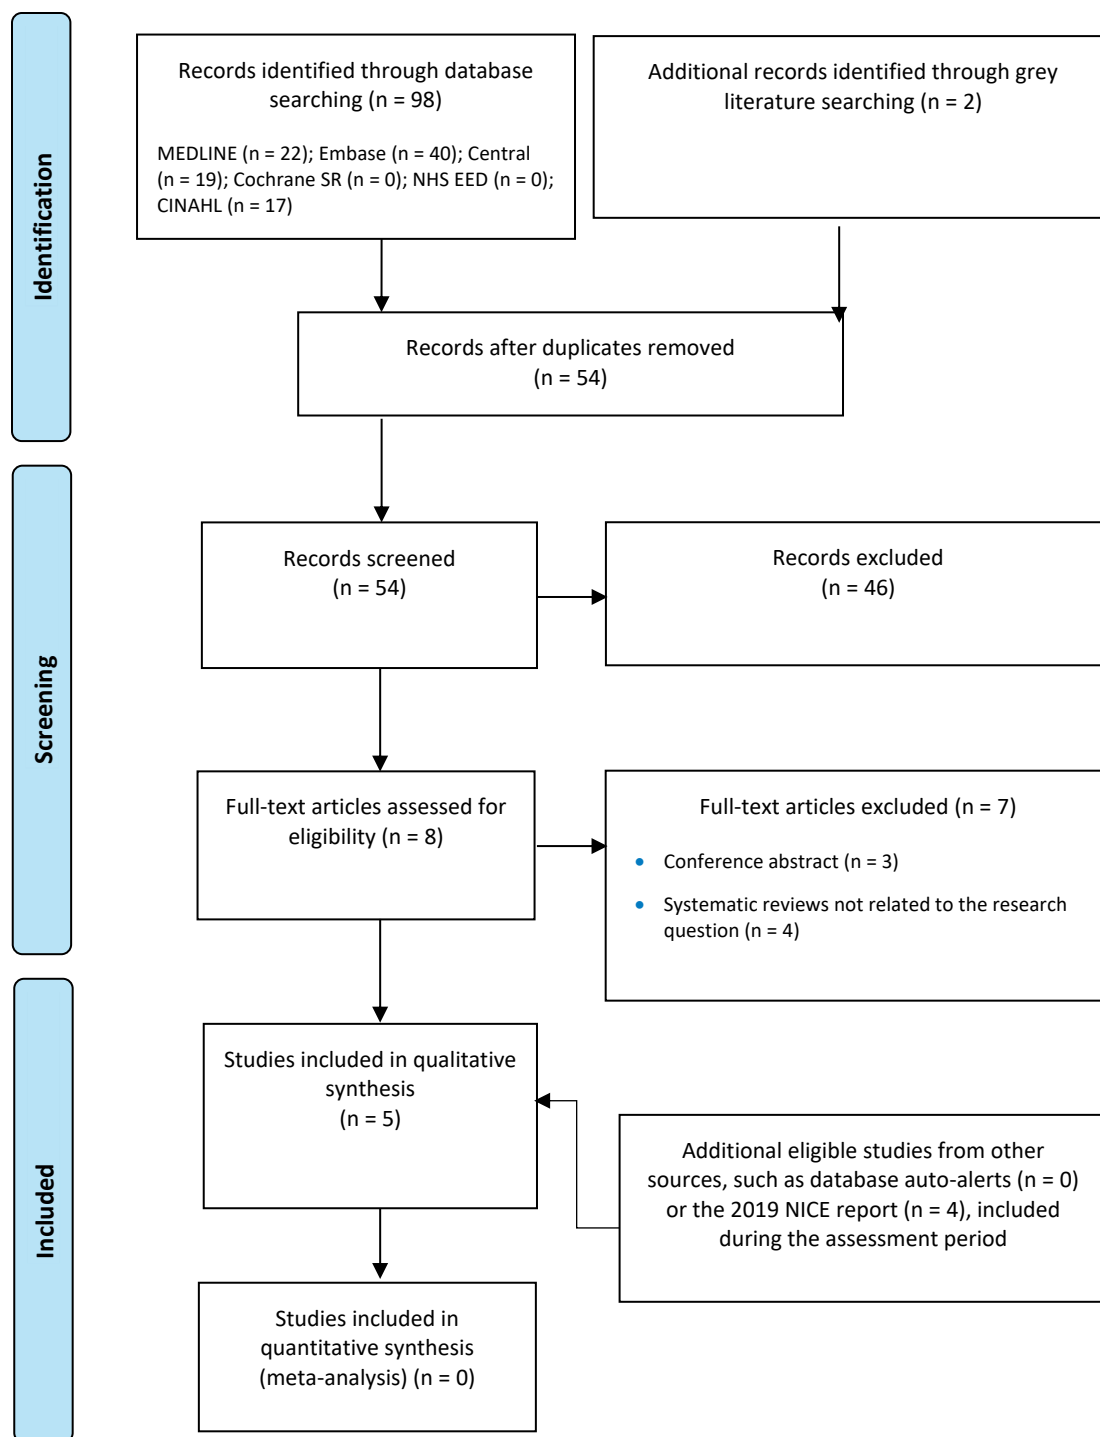 Identification
Records identified through database
searching (n = 98)
MEDLINE (n = 22); Embase (n = 40); Central
(n = 19); Cochrane SR (n = 0); NHS EED (n = 0);
CINAHL (n = 17)
Additional records identified through grey
literature searching (n = 2)
Records after duplicates removed
(n = 54)
Screening
Records screened
(n = 54)
Records excluded
(n = 46)
Full-text articles assessed for
eligibility (n = 8)
Full-text articles excluded (n = 7)
• Conference abstract (n = 3)
• Systematic reviews not related to the research
question (n = 4)
Included
Studies included in qualitative
synthesis
(n = 5)
Additional eligible studies from other
sources, such as database auto-alerts (n = 0)
or the 2019 NICE report (n = 4), included
during the assessment period
Studies included in
quantitative synthesis
(meta-analysis) (n = 0)